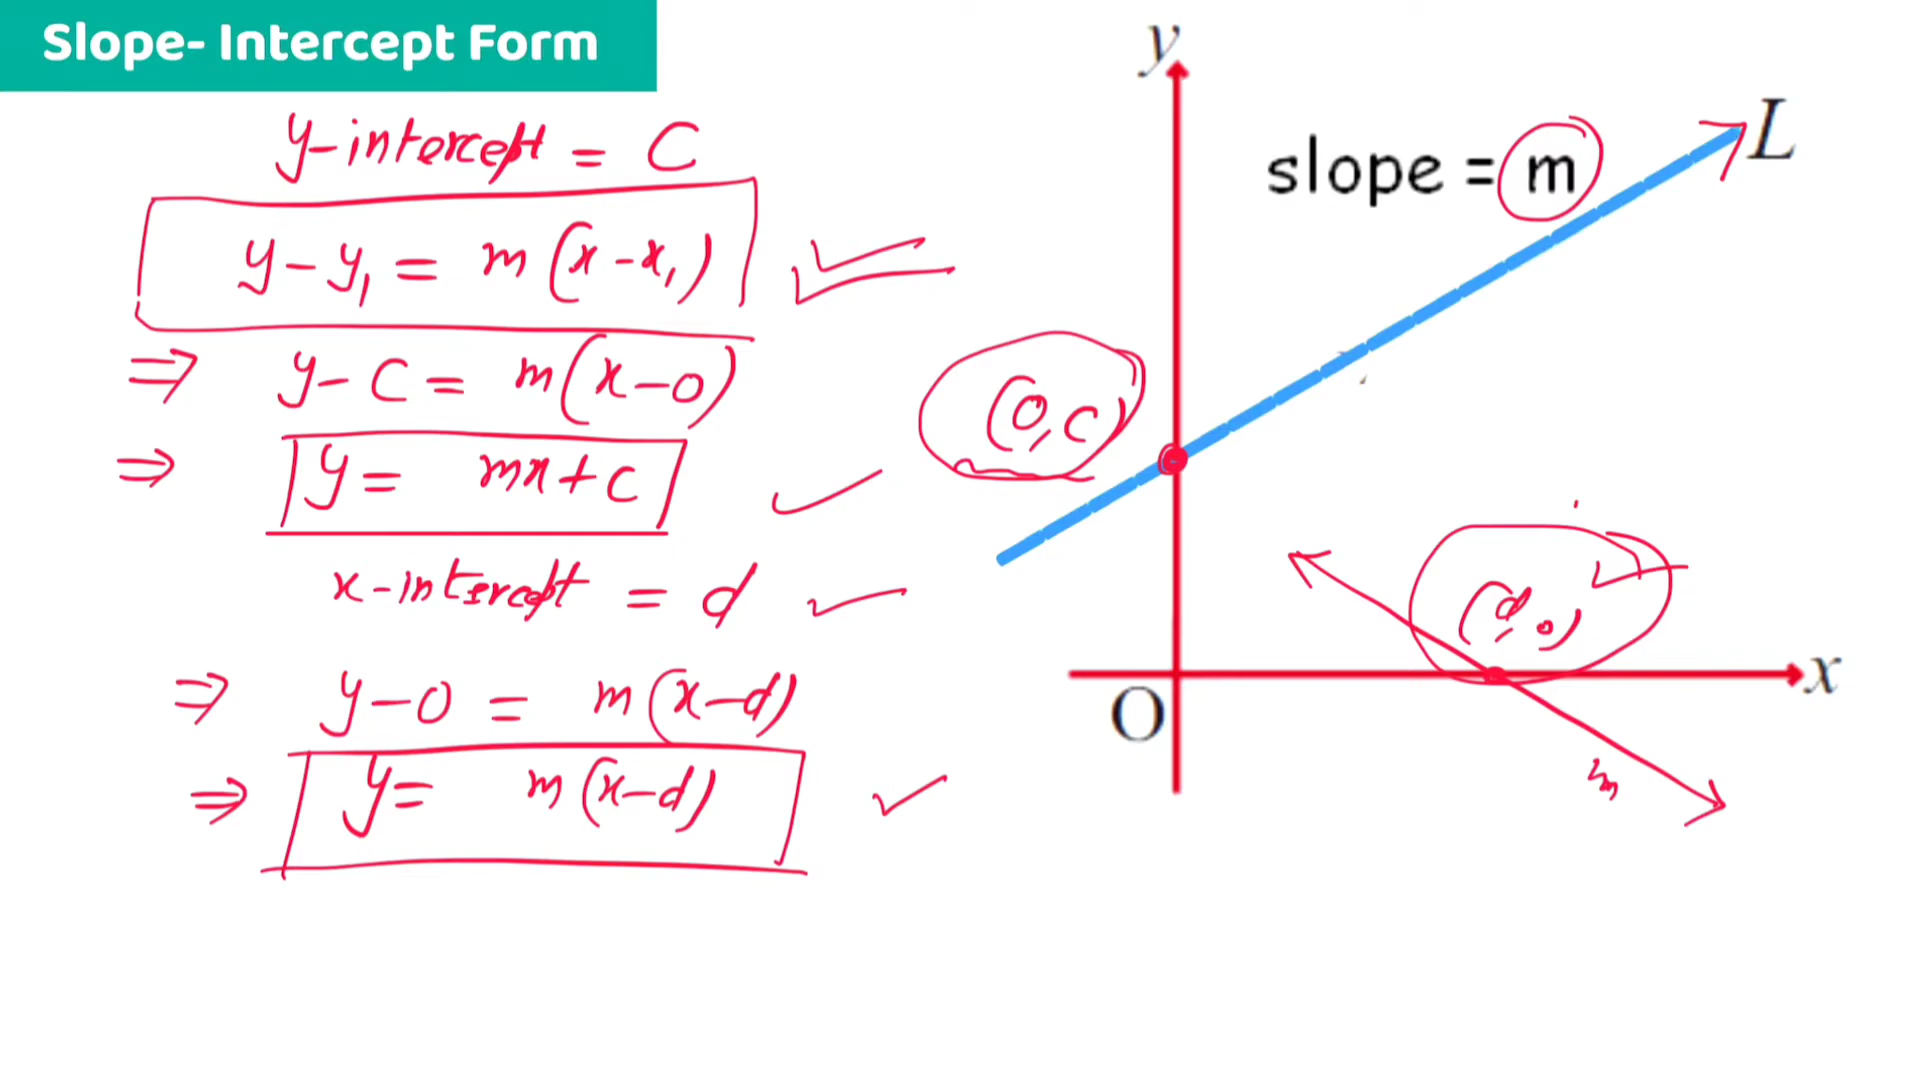 Slope- Intercept Form
y-intercept = C
y-y₁ = m(x-x₁)
⇒ y-C = m(x-0)
⇒ y = mx+c
x-intercept = d
⇒ y-0 = m(x-d)
⇒ y = m(x-d)
y
L
slope = m
(0,C)
(d,0)
x
O
m